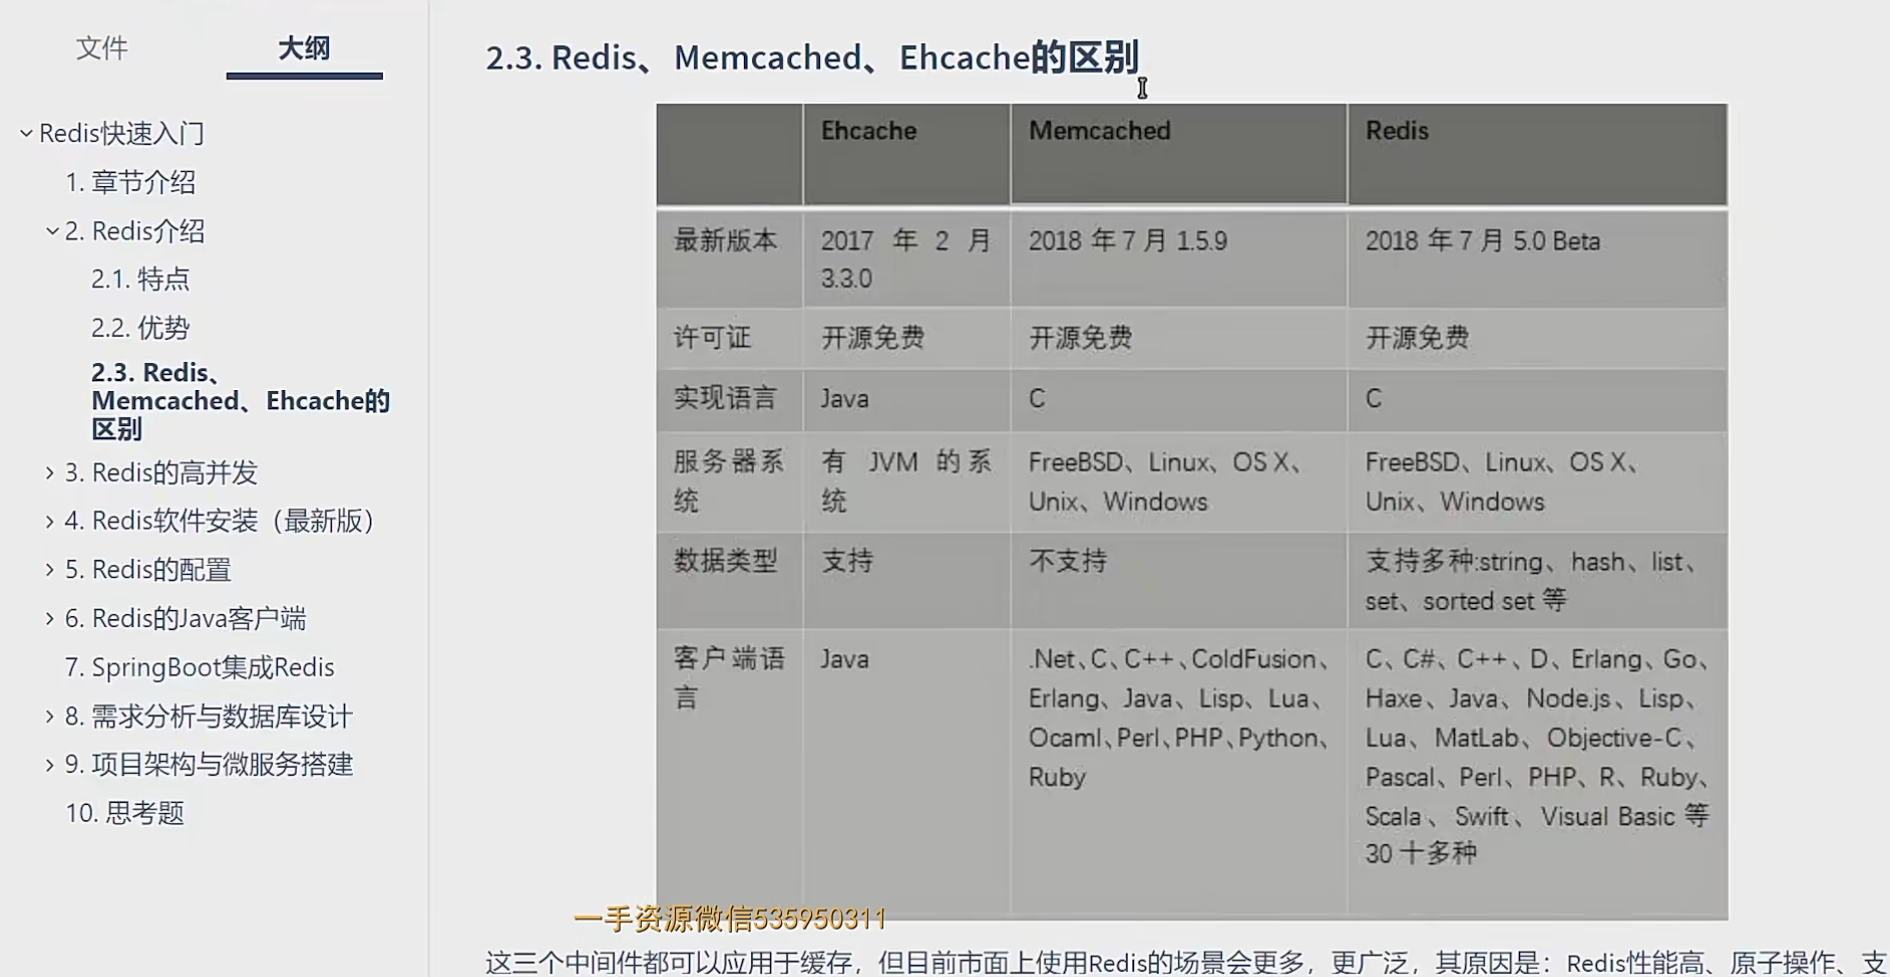 文件
大纲
Redis快速入门
1. 章节介绍
2. Redis介绍
2.1. 特点
2.2. 优势
2.3. Redis、
Memcached、Ehcache的
区别
3. Redis的高并发
4. Redis软件安装（最新版）
5. Redis的配置
6. Redis的Java客户端
7. SpringBoot集成Redis
8. 需求分析与数据库设计
9. 项目架构与微服务搭建
10. 思考题
2.3. Redis、Memcached、Ehcache的区别
Ehcache
Memcached
Redis
最新版本
2017 年 2 月
3.3.0
2018 年 7 月 1.5.9
2018 年 7 月 5.0 Beta
许可证
开源免费
开源免费
开源免费
实现语言
Java
C
C
服务器系
统
有 JVM 的系
统
FreeBSD、Linux、OS X、
Unix、Windows
FreeBSD、Linux、OS X、
Unix、Windows
数据类型
支持
不支持
支持多种:string、hash、list、
set、sorted set 等
客户端语
言
Java
.Net、C、C++、ColdFusion、
Erlang、Java、Lisp、Lua、
Ocaml、Perl、PHP、Python、
Ruby
C、C#、C++、D、Erlang、Go、
Haxe、Java、Node.js、Lisp、
Lua、MatLab、Objective-C、
Pascal、Perl、PHP、R、Ruby、
Scala、Swift、Visual Basic 等
30 十多种
一手资源微信535950311
这三个中间件都可以应用于缓存，但目前市面上使用Redis的场景会更多，更广泛，其原因是：Redis性能高、原子操作、支